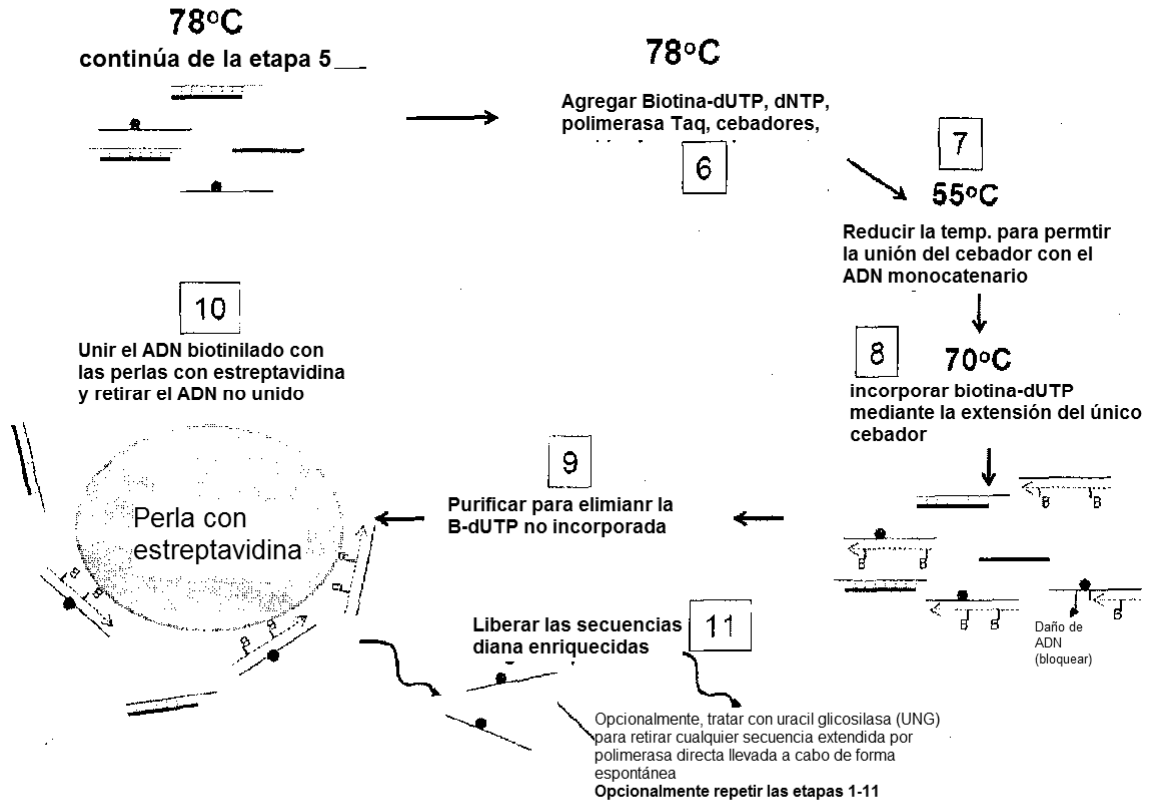 78°C
continúa de la etapa 5
78°C
Agregar Biotina-dUTP, dNTP,
polimerasa Taq, cebadores,
6
7
55°C
Reducir la temp. para permtir
la unión del cebador con el
ADN monocatenario
8
70°C
incorporar biotina-dUTP
mediante la extensión del único
cebador
B
B
B
B
B
B
B
Daño de
ADN
(bloquear)
9
Purificar para elimianr la
B-dUTP no incorporada
10
Unir el ADN biotinilado con
las perlas con estreptavidina
y retirar el ADN no unido
Perla con
estreptavidina
B
B
B
B
B
B
11
Liberar las secuencias
diana enriquecidas
Opcionalmente, tratar con uracil glicosilasa (UNG)
para retirar cualquier secuencia extendida por
polimerasa directa llevada a cabo de forma
espontánea
Opcionalmente repetir las etapas 1-11